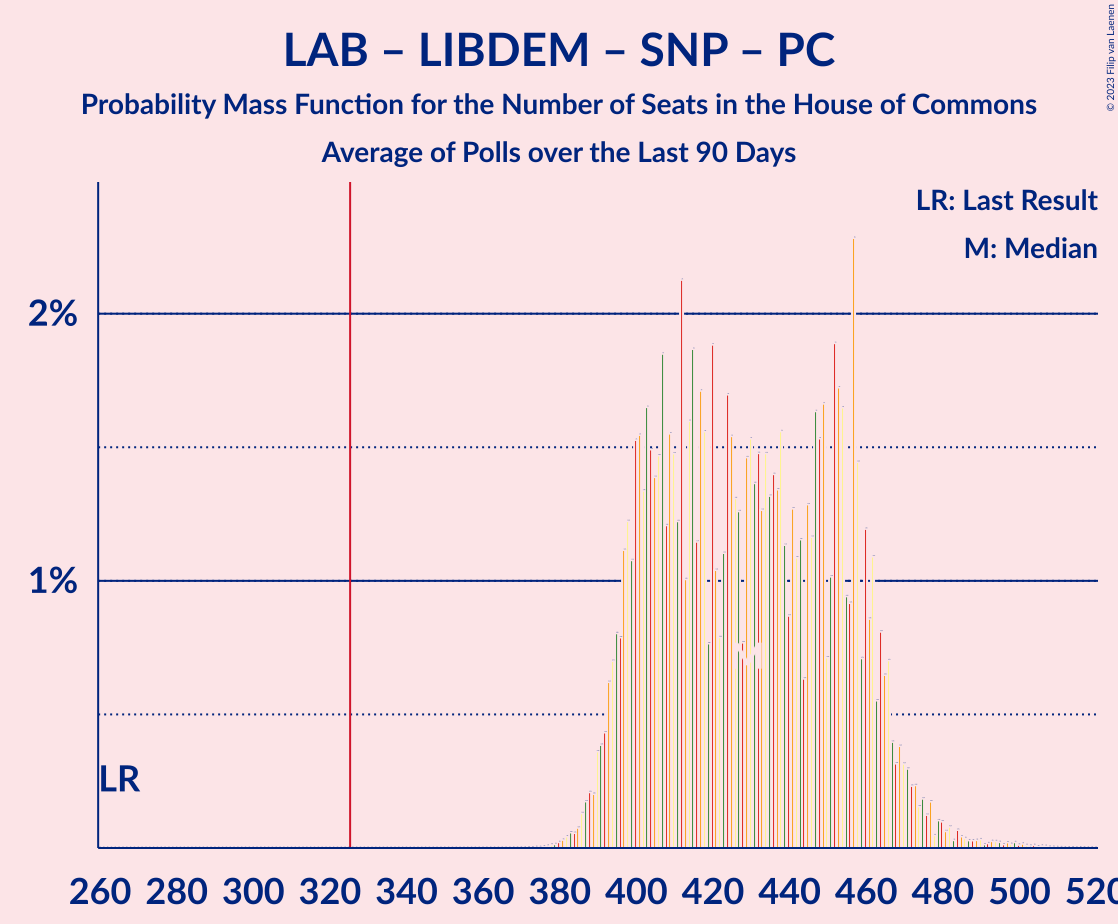 LAB – LIBDEM – SNP – PC
Probability Mass Function for the Number of Seats in the House of Commons
Average of Polls over the Last 90 Days
© 2023 Filip van Laenen
LR: Last Result
M: Median
2%
1%
LR
M
260 280 300 320 340 360 380 400 420 440 460 480 500 520